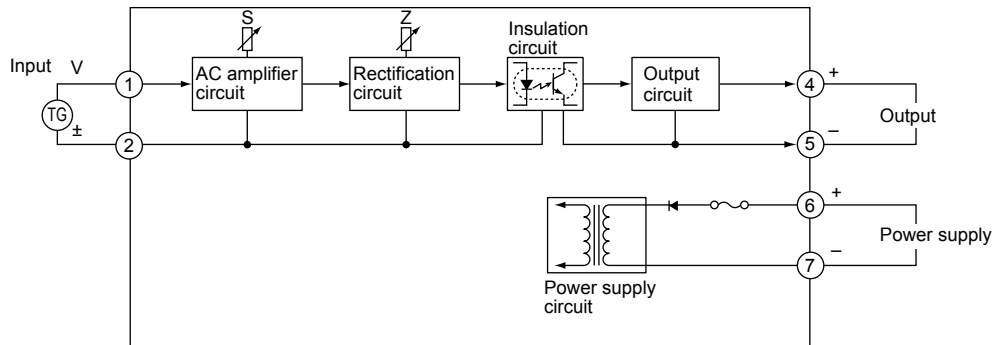 S
Z
Insulation
circuit
Input
V
1
AC amplifier
circuit
Rectification
circuit
Output
circuit
4
+
TG
±
2
Output
5
−
6
+
Power supply
7
−
Power supply
circuit